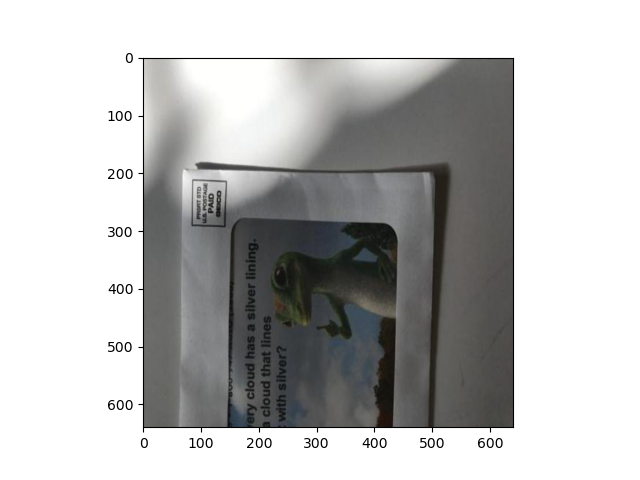 PRSRT STD
U.S. POSTAGE
PAID
GEICO
very cloud has a silver lining.
a cloud that lines
with silver?